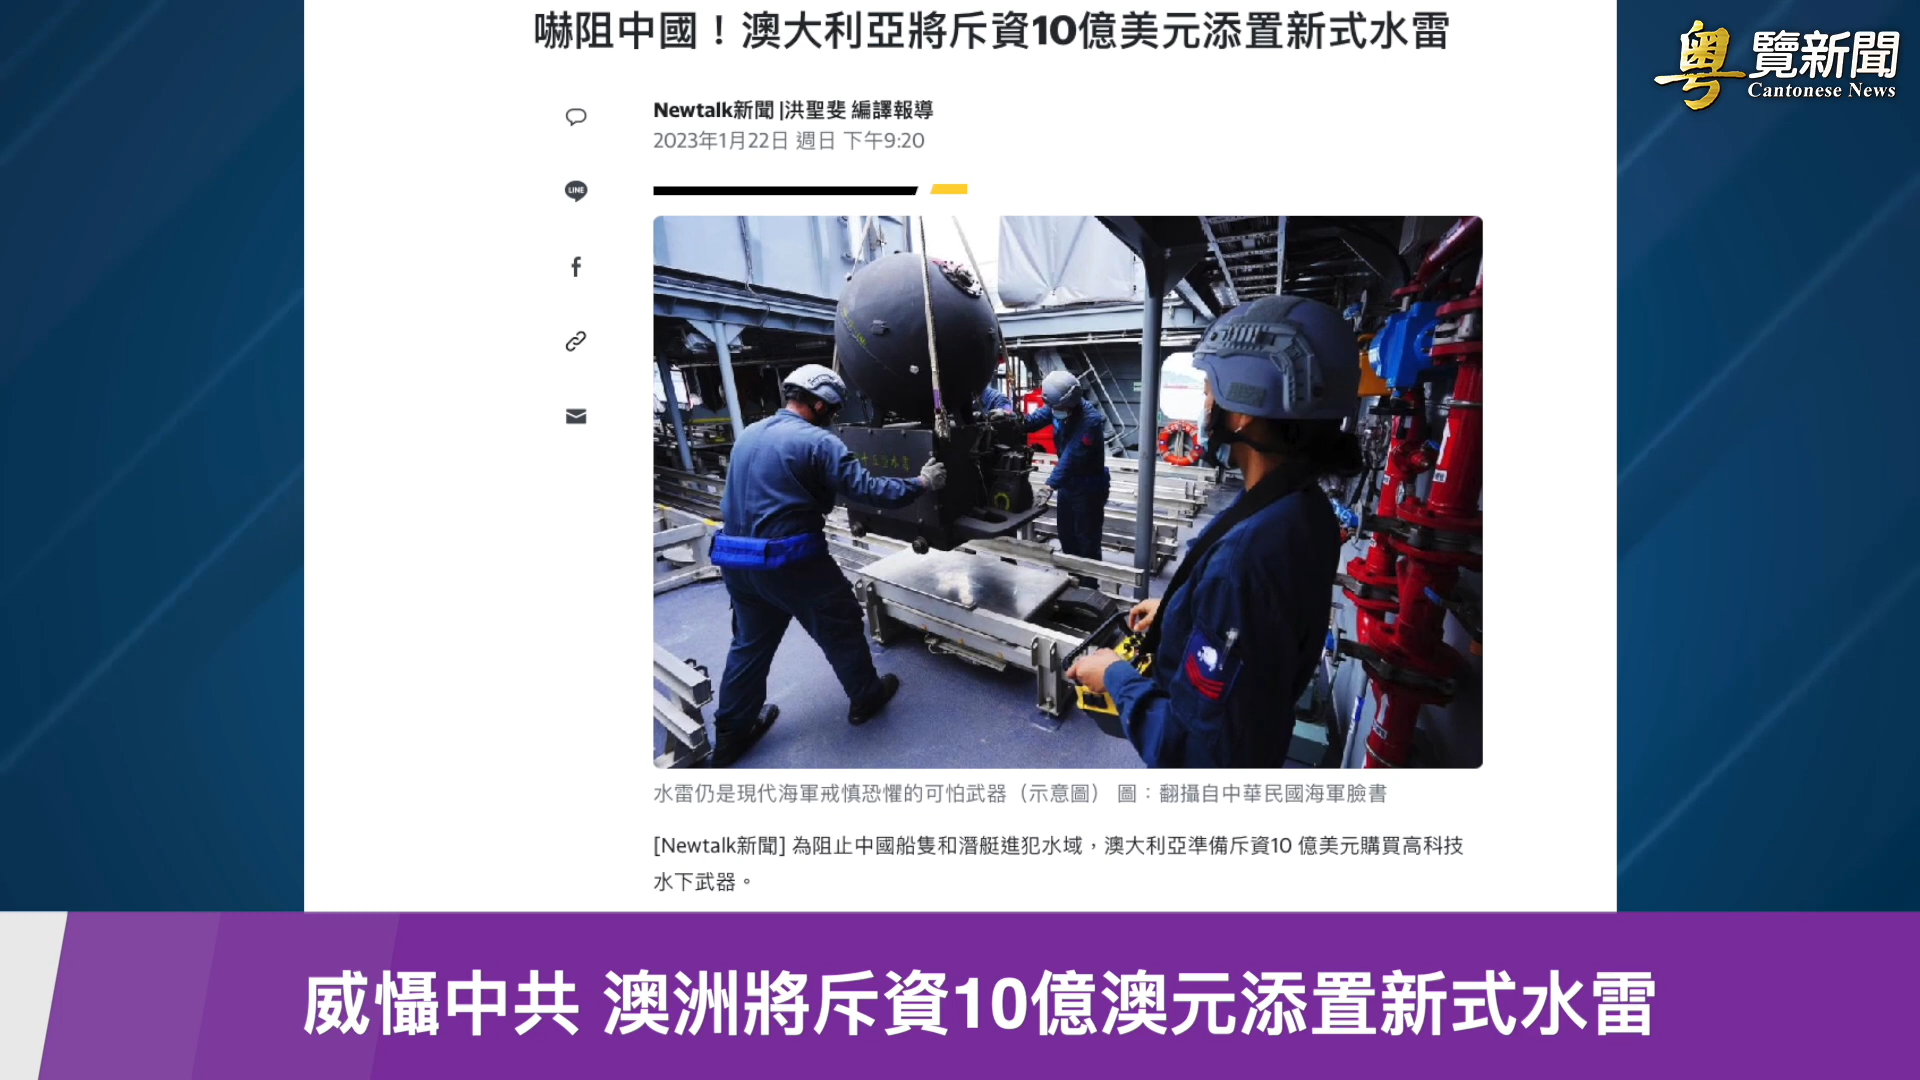 嚇阻中國！澳大利亞將斥資10億美元添置新式水雷
粵覽新聞
Cantonese News
Newtalk新聞 |洪聖斐 編譯報導
2023年1月22日 週日 下午9:20
LINE
水雷仍是現代海軍戒慎恐懼的可怕武器（示意圖） 圖：翻攝自中華民國海軍臉書
[Newtalk新聞] 為阻止中國船隻和潛艇進犯水域，澳大利亞準備斥資10 億美元購買高科技
水下武器。
威懾中共 澳洲將斥資10億澳元添置新式水雷